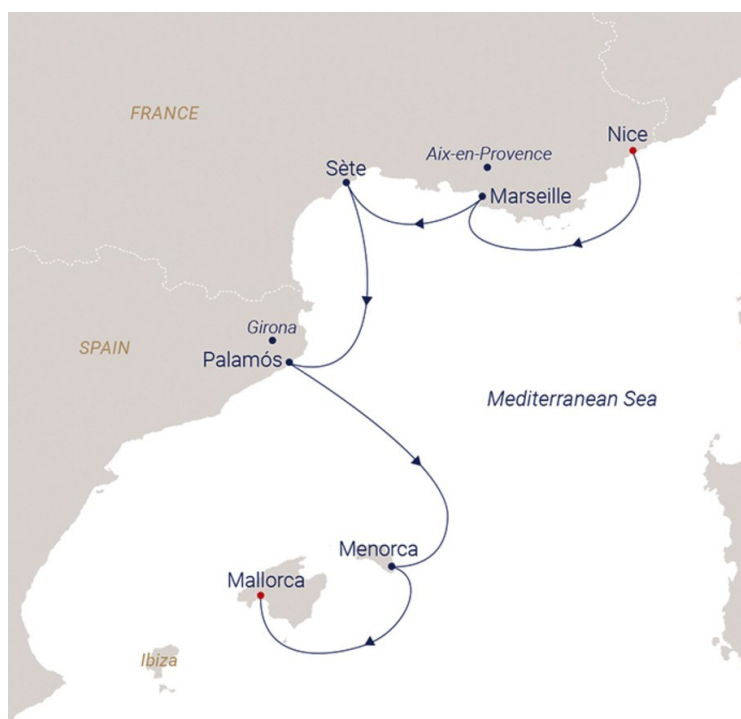 FRANCE
Nice
Aix-en-Provence
Sète
Marseille
Girona
SPAIN
Palamós
Mediterranean Sea
Menorca
Mallorca
Ibiza